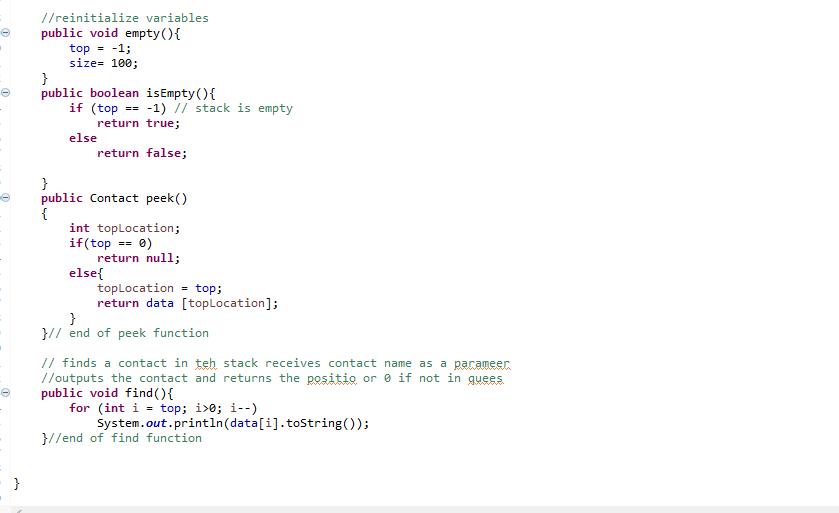 //reinitialize variables
public void empty(){
top = -1;
size= 100;
}
public boolean isEmpty(){
if (top == -1) // stack is empty
return true;
else
return false;
}
public Contact peek()
{
int topLocation;
if(top == 0)
return null;
else{
topLocation = top;
return data [topLocation];
}
}// end of peek function
// finds a contact in teh stack receives contact name as a parameer
//outputs the contact and returns the positio or 0 if not in quees
public void find(){
for (int i = top; i>0; i--)
System.out.println(data[i].toString());
}//end of find function
}